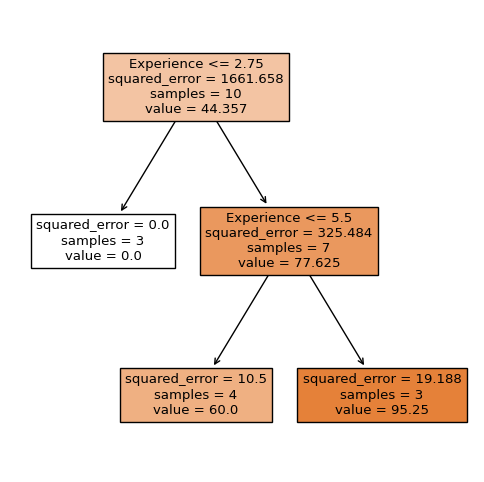 Experience <= 2.75
squared_error = 1661.658
samples = 10
value = 44.357
squared_error = 0.0
samples = 3
value = 0.0
Experience <= 5.5
squared_error = 325.484
samples = 7
value = 77.625
squared_error = 10.5
samples = 4
value = 60.0
squared_error = 19.188
samples = 3
value = 95.25